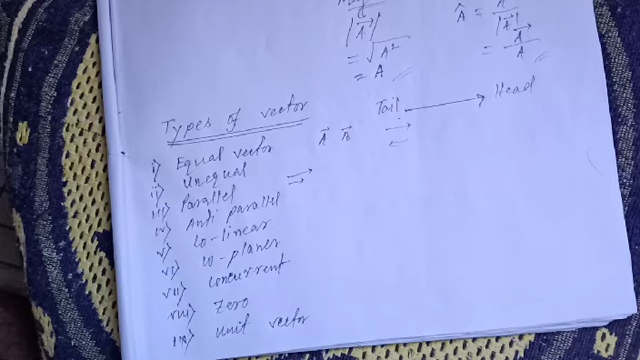 |A⃗|
= √A²
= A
Â = A⃗ / |A⃗|
= A⃗ / A
Tail → Head
Types of vector
A⃗ B⃗
i) Equal vector
ii) Unequal
iii) Parallel
iv) Anti parallel
v) Co-linear
vi) Co-planer
vii) Concurrent
viii) Zero
ix) Unit vector